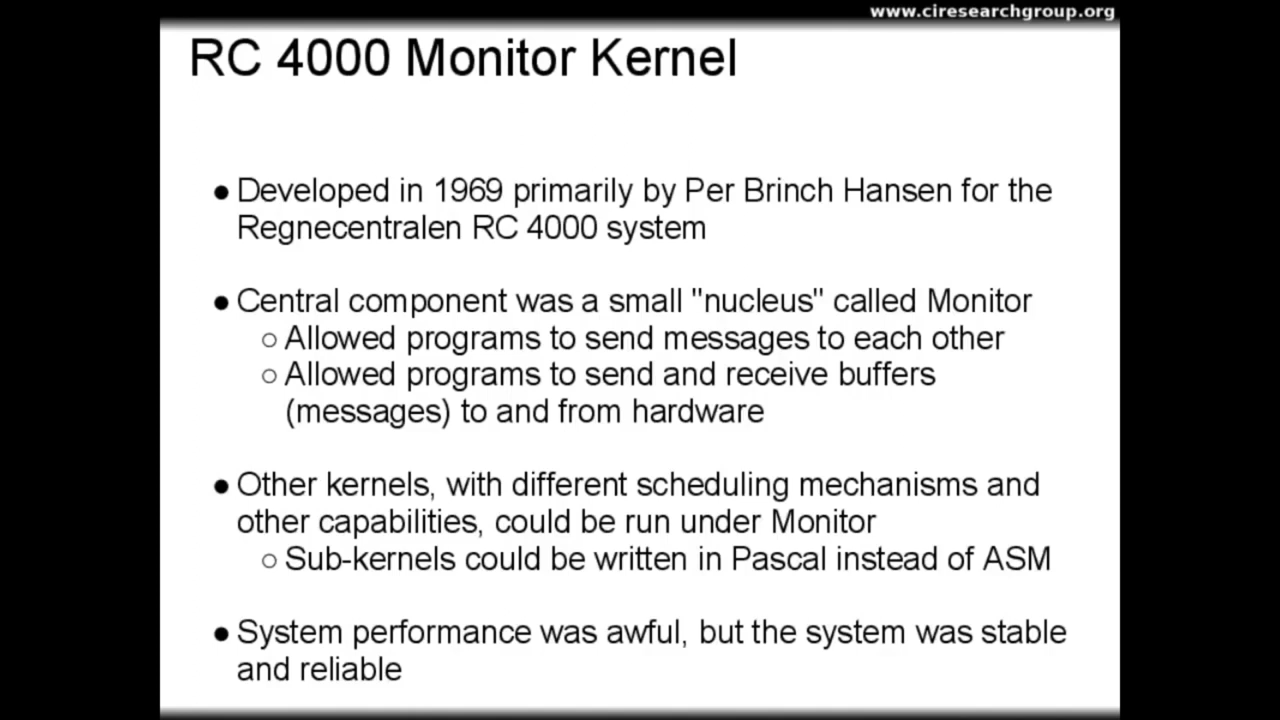 www.ciresearchgroup.org
RC 4000 Monitor Kernel
● Developed in 1969 primarily by Per Brinch Hansen for the
Regnecentralen RC 4000 system
● Central component was a small "nucleus" called Monitor
○ Allowed programs to send messages to each other
○ Allowed programs to send and receive buffers
(messages) to and from hardware
● Other kernels, with different scheduling mechanisms and
other capabilities, could be run under Monitor
○ Sub-kernels could be written in Pascal instead of ASM
● System performance was awful, but the system was stable
and reliable